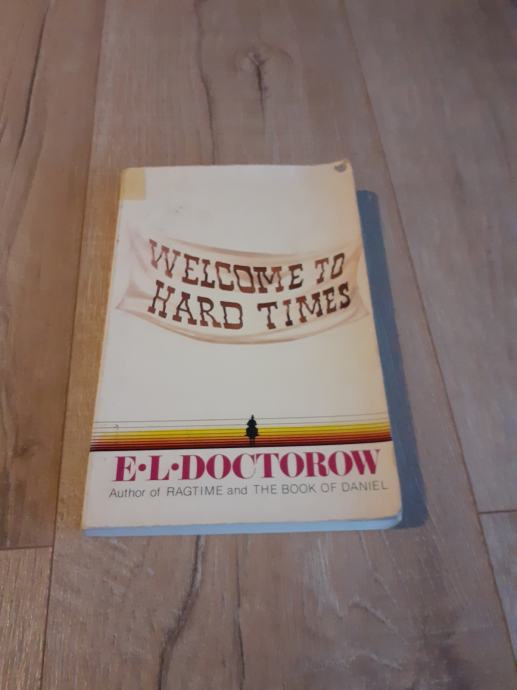 WELCOME TO
HARD TIMES
E•L•DOCTOROW
Author of RAGTIME and THE BOOK OF DANIEL